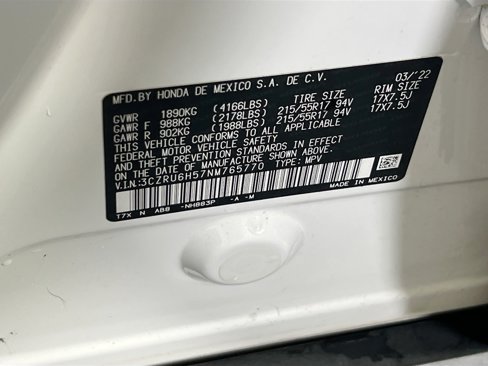 MFD.BY HONDA DE MEXICO S.A. DE C.V. 03/'22
TIRE SIZE RIM SIZE
GVWR 1890KG (4166LBS)
GAWR F 988KG (2178LBS) 215/55R17 94V 17X7.5J
GAWR R 902KG (1988LBS) 215/55R17 94V 17X7.5J
THIS VEHICLE CONFORMS TO ALL APPLICABLE
FEDERAL MOTOR VEHICLE SAFETY, BUMPER, AND
THEFT PREVENTION STANDARDS IN EFFECT
ON THE DATE OF MANUFACTURE SHOWN ABOVE.
V.I.N:3CZRU6H57NM765770 TYPE: MPV
MADE IN MEXICO
T7X N ABB -NH883P -A -M